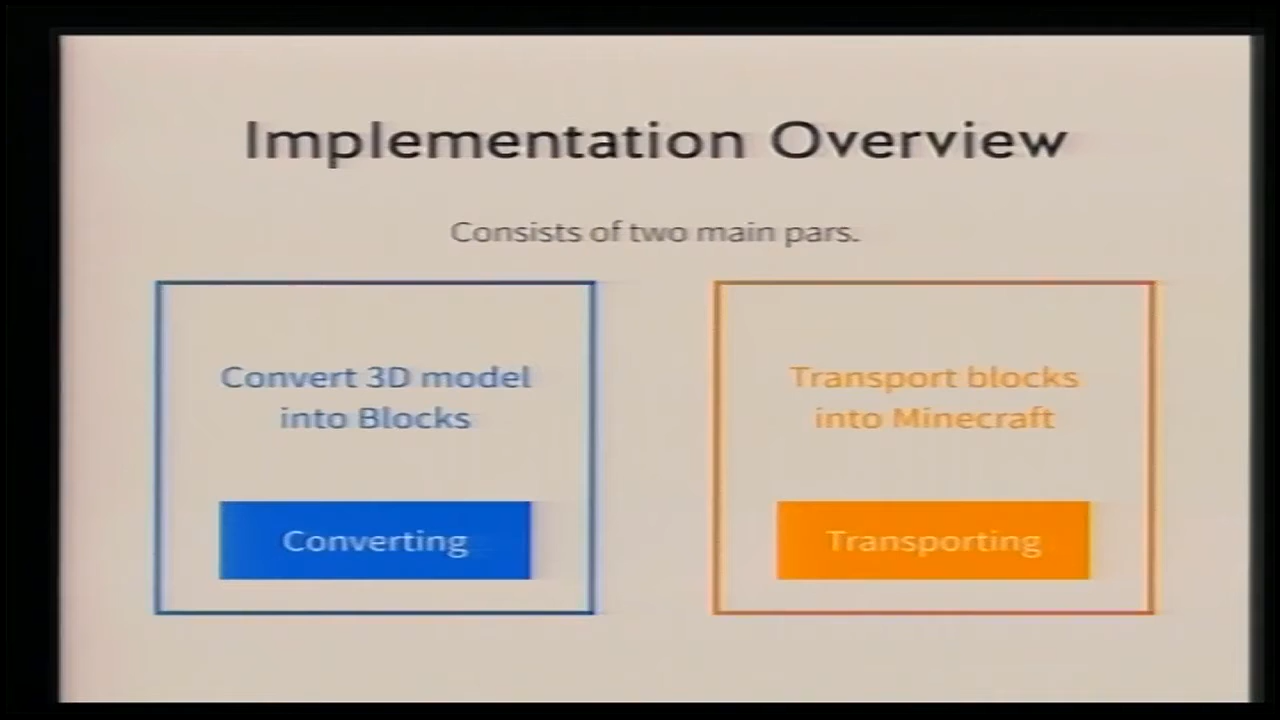 Implementation Overview
Consists of two main pars.
Convert 3D model
into Blocks
Converting
Transport blocks
into Minecraft
Transporting